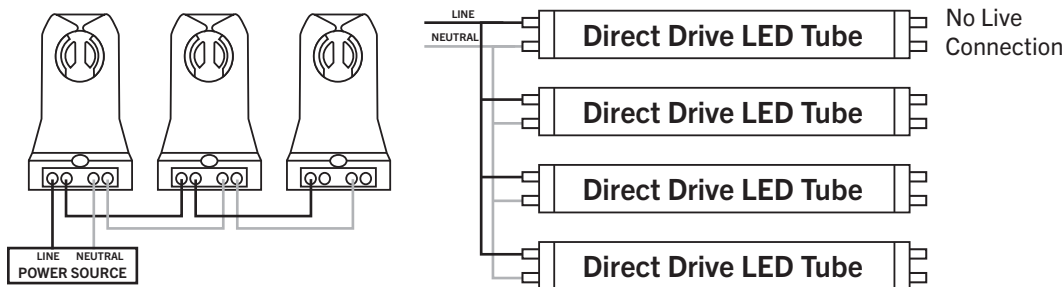 LINE NEUTRAL
POWER SOURCE
LINE
NEUTRAL
Direct Drive LED Tube
No Live
Connection
Direct Drive LED Tube
Direct Drive LED Tube
Direct Drive LED Tube